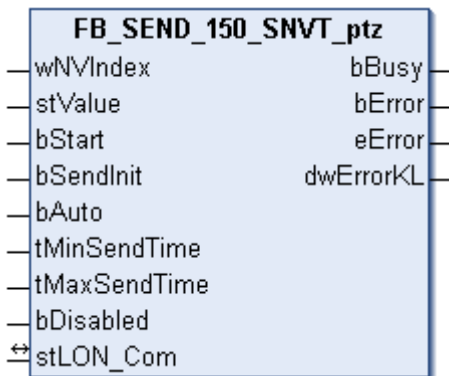 FB_SEND_150_SNVT_ptz
wNVIndex bBusy
stValue bError
bStart eError
bSendInit dwErrorKL
bAuto
tMinSendTime
tMaxSendTime
bDisabled
stLON_Com